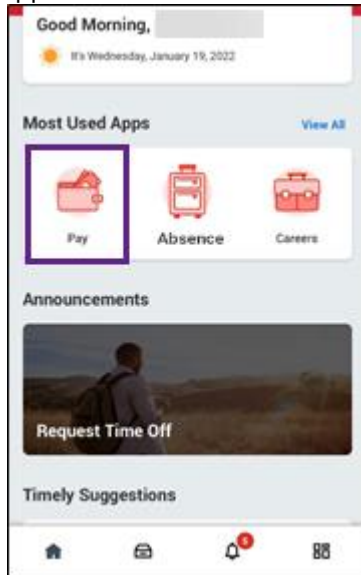 Good Morning,
It's Wednesday, January 19, 2022
Most Used Apps
View All
Pay
Absence
Careers
Announcements
Request Time Off
Timely Suggestions
5